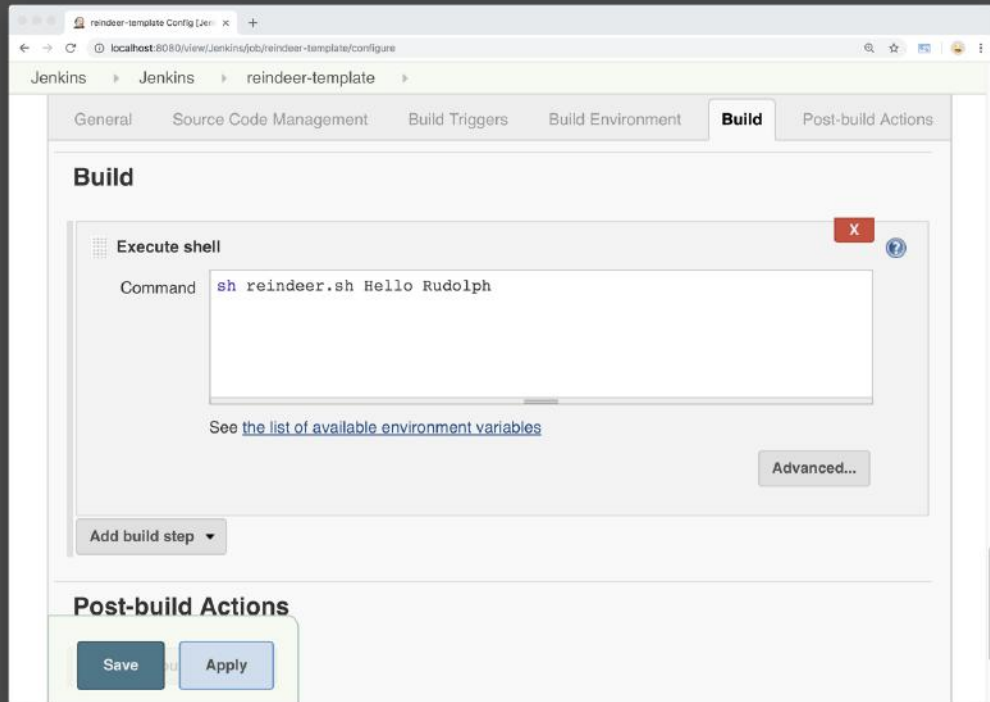 reindeer-template Config [Jen
localhost:8080/view/Jenkins/job/reindeer-template/configure
Jenkins Jenkins reindeer-template
General Source Code Management Build Triggers Build Environment Build Post-build Actions
Build
X
Execute shell
Command sh reindeer.sh Hello Rudolph
See the list of available environment variables
Advanced...
Add build step
Post-build Actions
Save Apply